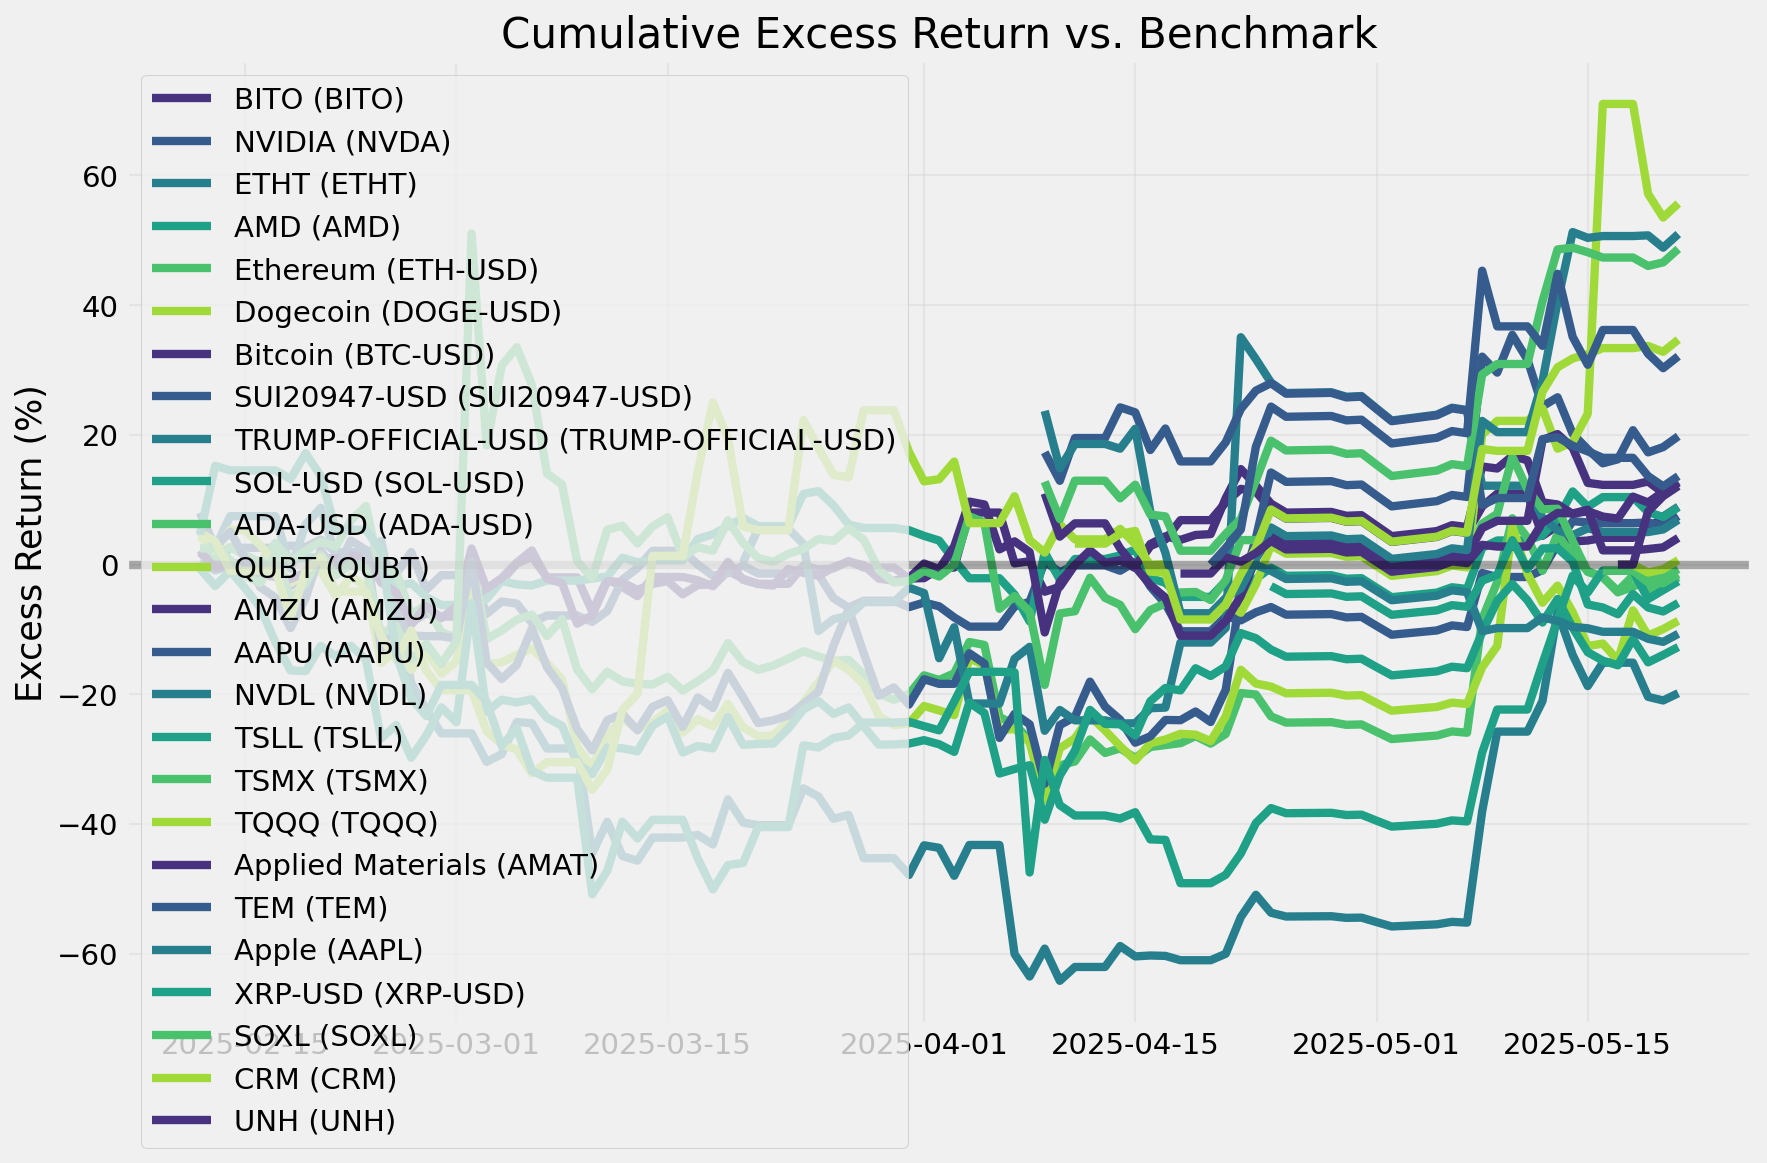 Cumulative Excess Return vs. Benchmark
Excess Return (%)
60
40
20
0
−20
−40
−60
BITO (BITO)
NVIDIA (NVDA)
ETHT (ETHT)
AMD (AMD)
Ethereum (ETH-USD)
Dogecoin (DOGE-USD)
Bitcoin (BTC-USD)
SUI20947-USD (SUI20947-USD)
TRUMP-OFFICIAL-USD (TRUMP-OFFICIAL-USD)
SOL-USD (SOL-USD)
ADA-USD (ADA-USD)
QUBT (QUBT)
AMZU (AMZU)
AAPU (AAPU)
NVDL (NVDL)
TSLL (TSLL)
TSMX (TSMX)
TQQQ (TQQQ)
Applied Materials (AMAT)
TEM (TEM)
Apple (AAPL)
XRP-USD (XRP-USD)
SOXL (SOXL)
CRM (CRM)
UNH (UNH)
2025-02-15 2025-03-01 2025-03-15 2025-04-01 2025-04-15 2025-05-01 2025-05-15